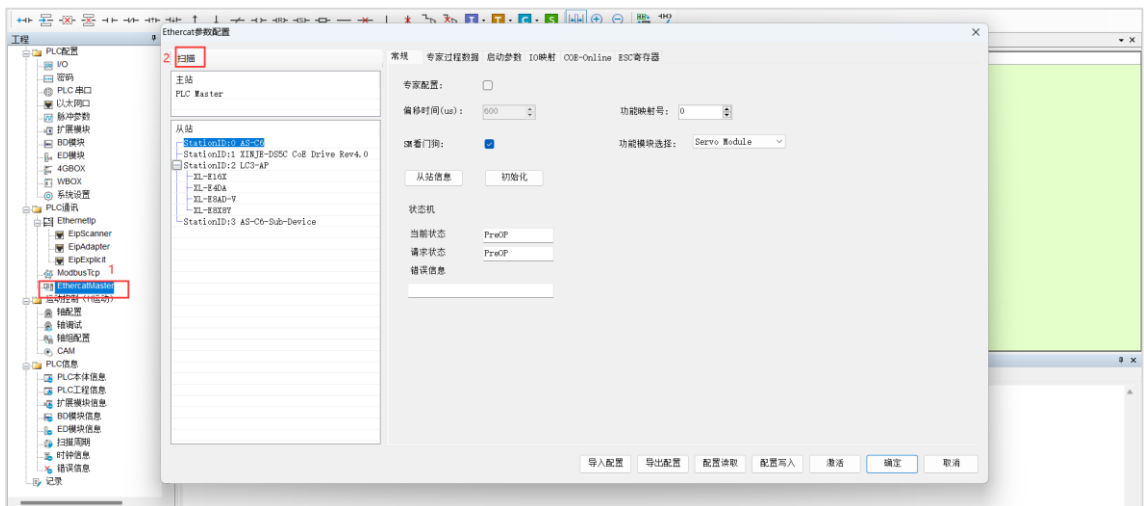 工程
PLC配置
I/O
密码
PLC 串口
以太网口
脉冲参数
扩展模块
BD模块
ED模块
4GBOX
WBOX
系统设置
PLC通讯
EthernetIp
EipScanner
EipAdapter
EipExplicit
ModbusTcp
1
EthercatMaster
运动控制（H运动）
轴配置
轴调试
轴组配置
CAM
PLC信息
PLC本体信息
PLC工程信息
扩展模块信息
BD模块信息
ED模块信息
扫描周期
时钟信息
错误信息
记录
Ethercat参数配置
2 扫描
主站
PLC Master
从站
StationID:0 AS-C6
StationID:1 XINJE-DS5C CoE Drive Rev4.0
StationID:2 LC3-AP
XL-E16X
XL-E4DA
XL-E8AD-V
XL-E8X8Y
StationID:3 AS-C6-Sub-Device
常规 专家过程数据 启动参数 IO映射 COE-Online ESC寄存器
专家配置:
偏移时间(us): 600 功能映射号: 0
SM看门狗: 功能模块选择: Servo Module
从站信息 初始化
状态机
当前状态 PreOP
请求状态 PreOP
错误信息
导入配置 导出配置 配置读取 配置写入 激活 确定 取消